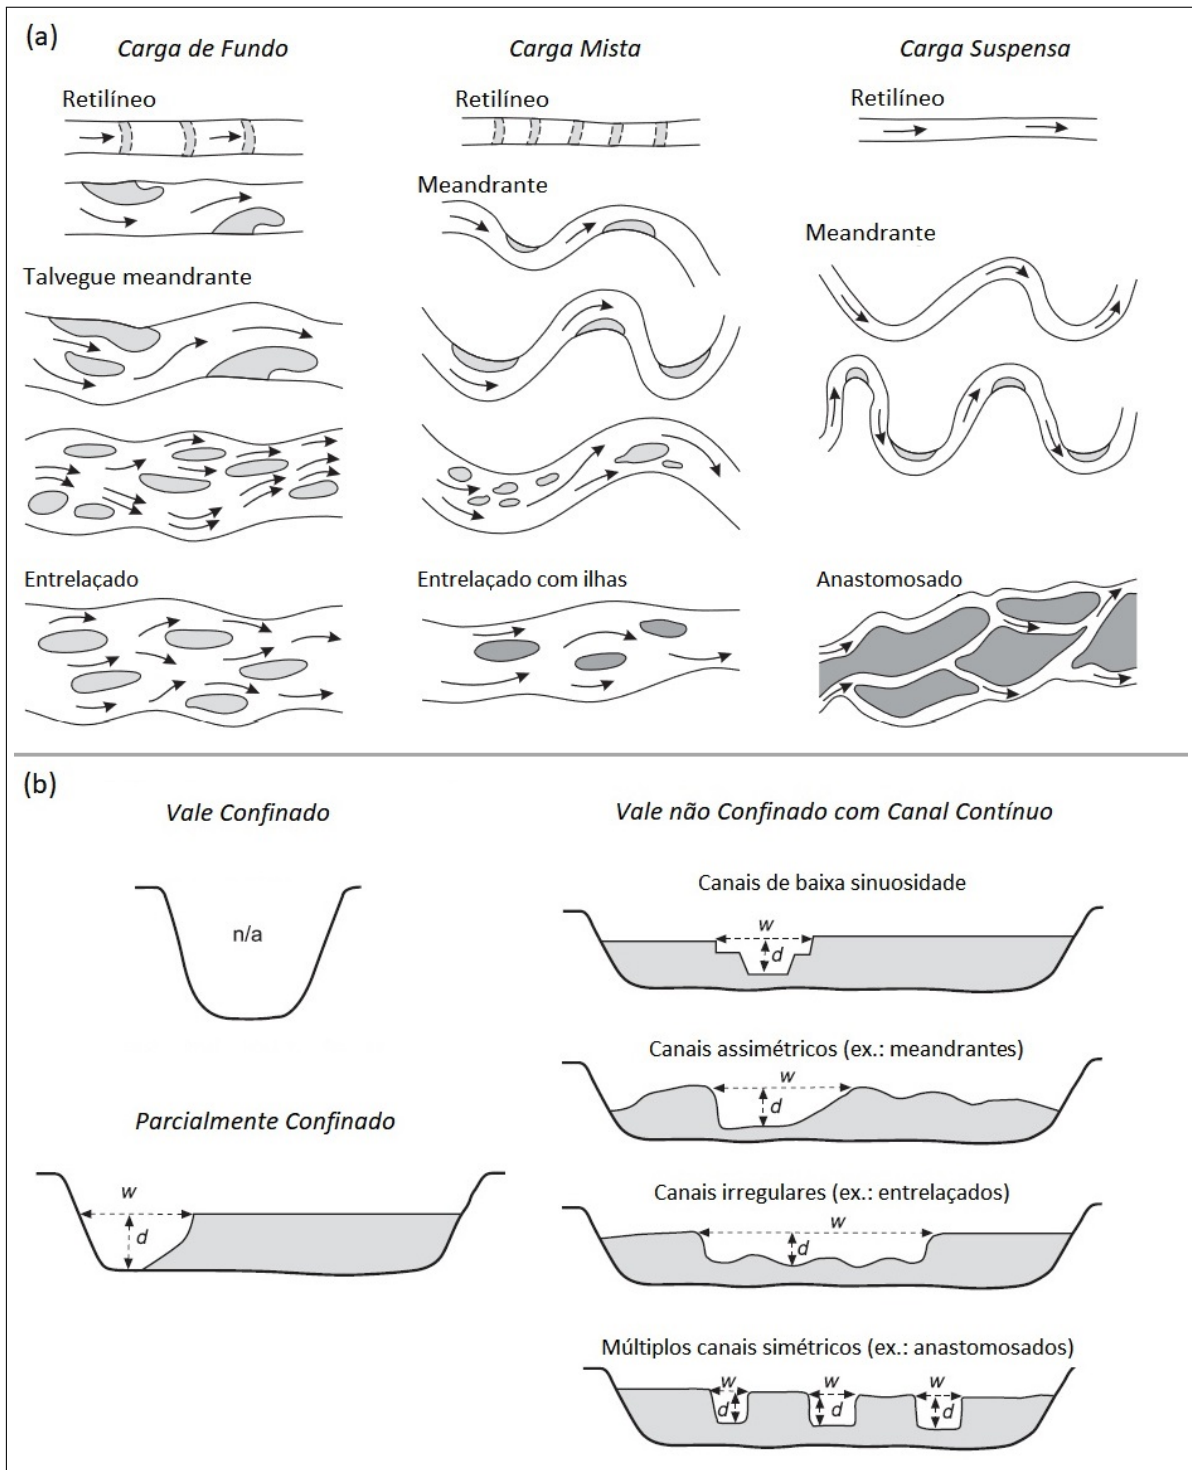 (a)
Carga de Fundo
Carga Mista
Carga Suspensa
Retilíneo
Retilíneo
Retilíneo
Meandrante
Meandrante
Talvegue meandrante
Entrelaçado
Entrelaçado com ilhas
Anastomosado
(b)
Vale Confinado
Vale não Confinado com Canal Contínuo
n/a
Canais de baixa sinuosidade
w
d
Canais assimétricos (ex.: meandrantes)
w
d
Parcialmente Confinado
w
d
Canais irregulares (ex.: entrelaçados)
w
d
Múltiplos canais simétricos (ex.: anastomosados)
w w w
d d d